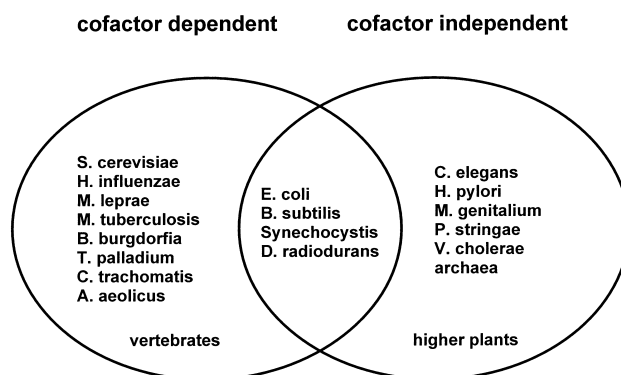 cofactor dependent
cofactor independent
S. cerevisiae
H. influenzae
M. leprae
M. tuberculosis
B. burgdorfia
T. palladium
C. trachomatis
A. aeolicus
vertebrates
E. coli
B. subtilis
Synechocystis
D. radiodurans
C. elegans
H. pylori
M. genitalium
P. stringae
V. cholerae
archaea
higher plants